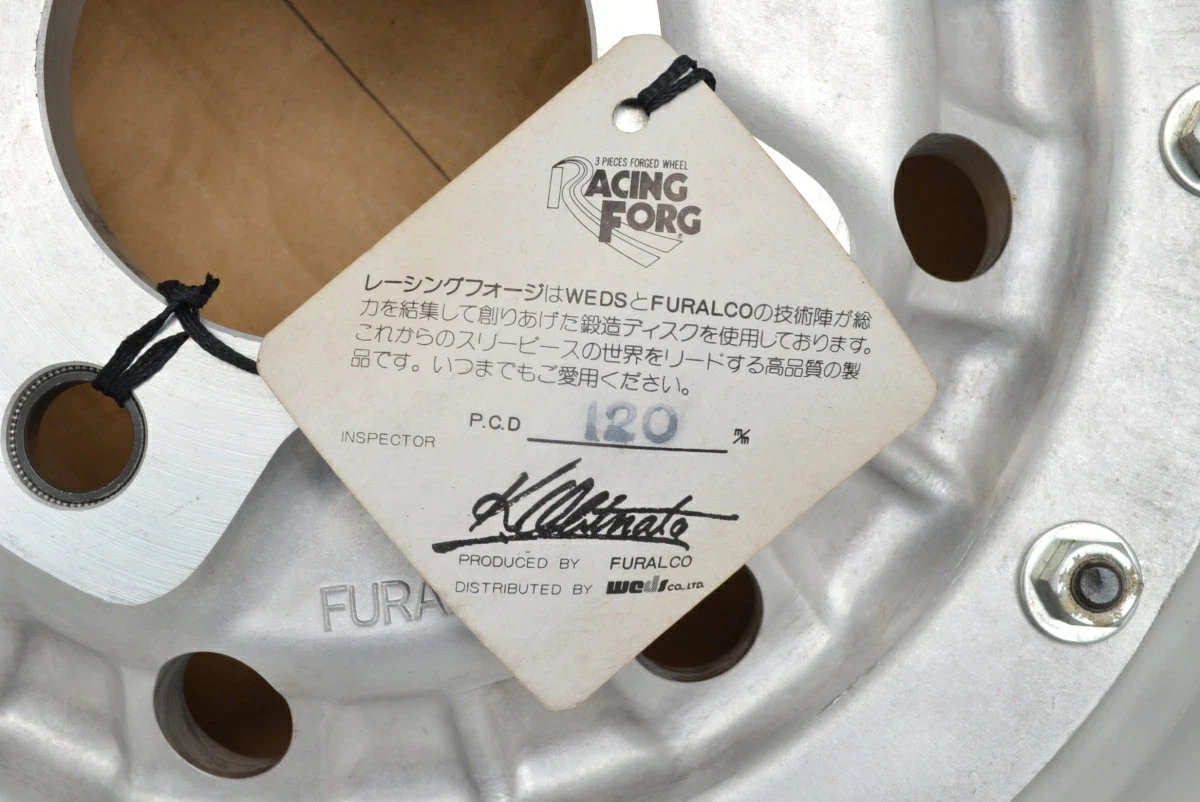 3 PIECES FORGED WHEEL
RACING
FORG
レーシングフォージはWEDSとFURALCOの技術陣が総
力を結集して創りあげた鍛造ディスクを使用しております。
これからのスリーピースの世界をリードする高品質の製
品です。いつまでもご愛用ください。
P.C.D 120 m/m
INSPECTOR
PRODUCED BY FURALCO
DISTRIBUTED BY weds CO., LTD.